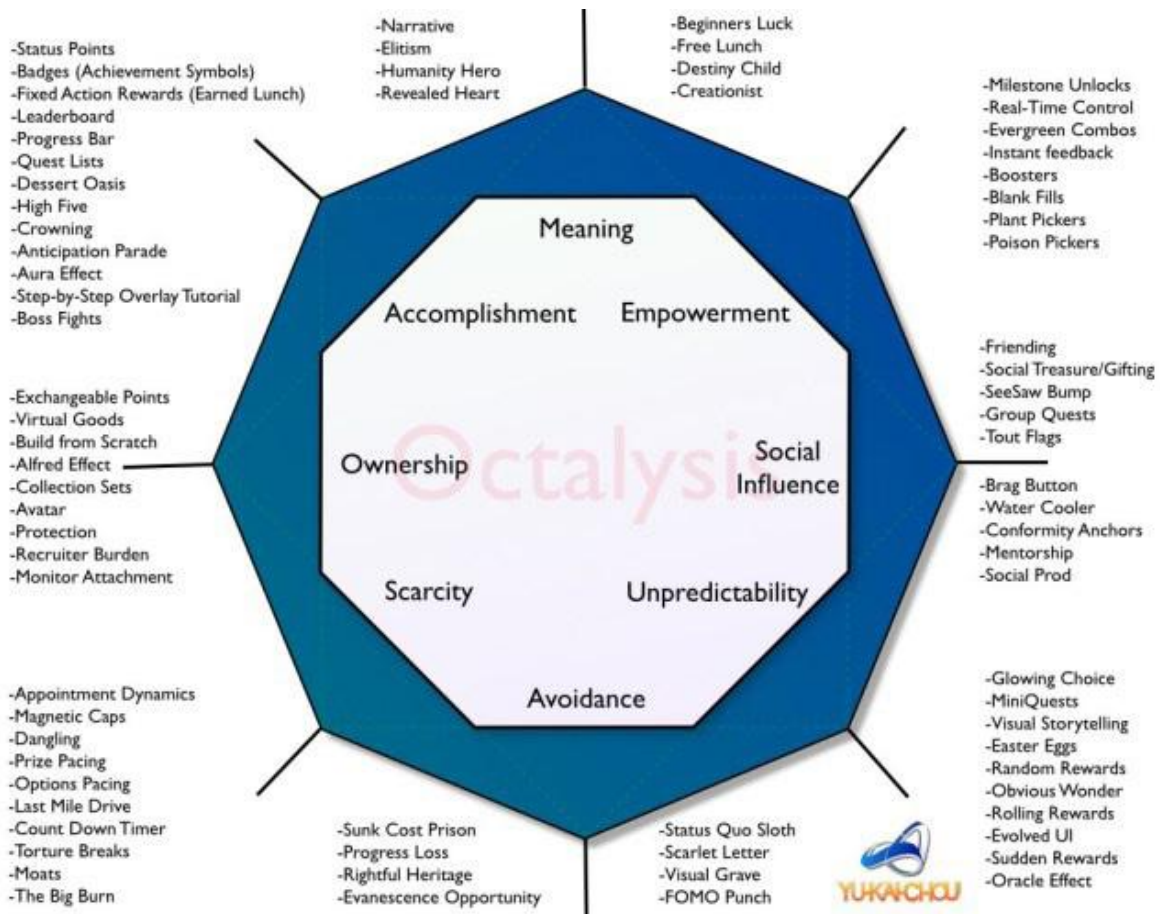 -Narrative
-Elitism
-Humanity Hero
-Revealed Heart
-Beginners Luck
-Free Lunch
-Destiny Child
-Creationist
-Status Points
-Badges (Achievement Symbols)
-Fixed Action Rewards (Earned Lunch)
-Leaderboard
-Progress Bar
-Quest Lists
-Dessert Oasis
-High Five
-Crowning
-Anticipation Parade
-Aura Effect
-Step-by-Step Overlay Tutorial
-Boss Fights
-Milestone Unlocks
-Real-Time Control
-Evergreen Combos
-Instant feedback
-Boosters
-Blank Fills
-Plant Pickers
-Poison Pickers
Meaning
Accomplishment
Empowerment
-Exchangeable Points
-Virtual Goods
-Build from Scratch
-Alfred Effect
-Collection Sets
-Avatar
-Protection
-Recruiter Burden
-Monitor Attachment
Ownership
Octalysis
Social
Influence
-Friending
-Social Treasure/Gifting
-SeeSaw Bump
-Group Quests
-Tout Flags
-Brag Button
-Water Cooler
-Conformity Anchors
-Mentorship
-Social Prod
Scarcity
Unpredictability
Avoidance
-Appointment Dynamics
-Magnetic Caps
-Dangling
-Prize Pacing
-Options Pacing
-Last Mile Drive
-Count Down Timer
-Torture Breaks
-Moats
-The Big Burn
-Sunk Cost Prison
-Progress Loss
-Rightful Heritage
-Evanescence Opportunity
-Status Quo Sloth
-Scarlet Letter
-Visual Grave
-FOMO Punch
-Glowing Choice
-MiniQuests
-Visual Storytelling
-Easter Eggs
-Random Rewards
-Obvious Wonder
-Rolling Rewards
-Evolved UI
-Sudden Rewards
-Oracle Effect
YU-KAI-CHOU